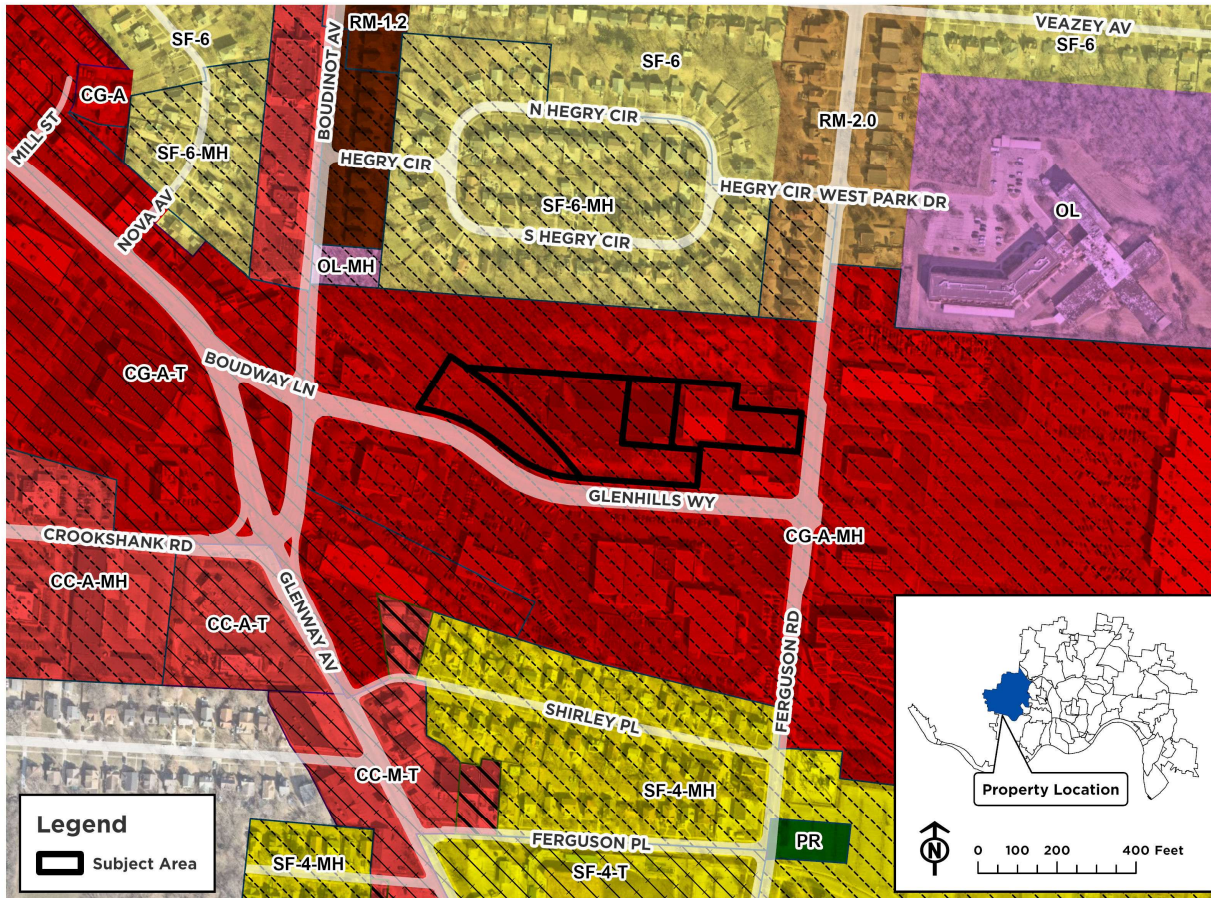 VEAZEY AV
SF-6
RM-1.2
SF-6
SF-6
BOUDINOT AV
CG-A
N HEGRY CIR
RM-2.0
MILL ST
SF-6-MH
HEGRY CIR
HEGRY CIR
WEST PARK DR
SF-6-MH
OL
NOVA AV
S HEGRY CIR
OL-MH
BOUDWAY LN
CG-A-T
GLENHILLS WY
CG-A-MH
CROOKSHANK RD
CC-A-MH
CC-A-T
GLENWAY AV
FERGUSON RD
SHIRLEY PL
CC-M-T
SF-4-MH
Property Location
Legend
Subject Area
FERGUSON PL
PR
SF-4-MH
SF-4-T
N
0 100 200 400 Feet